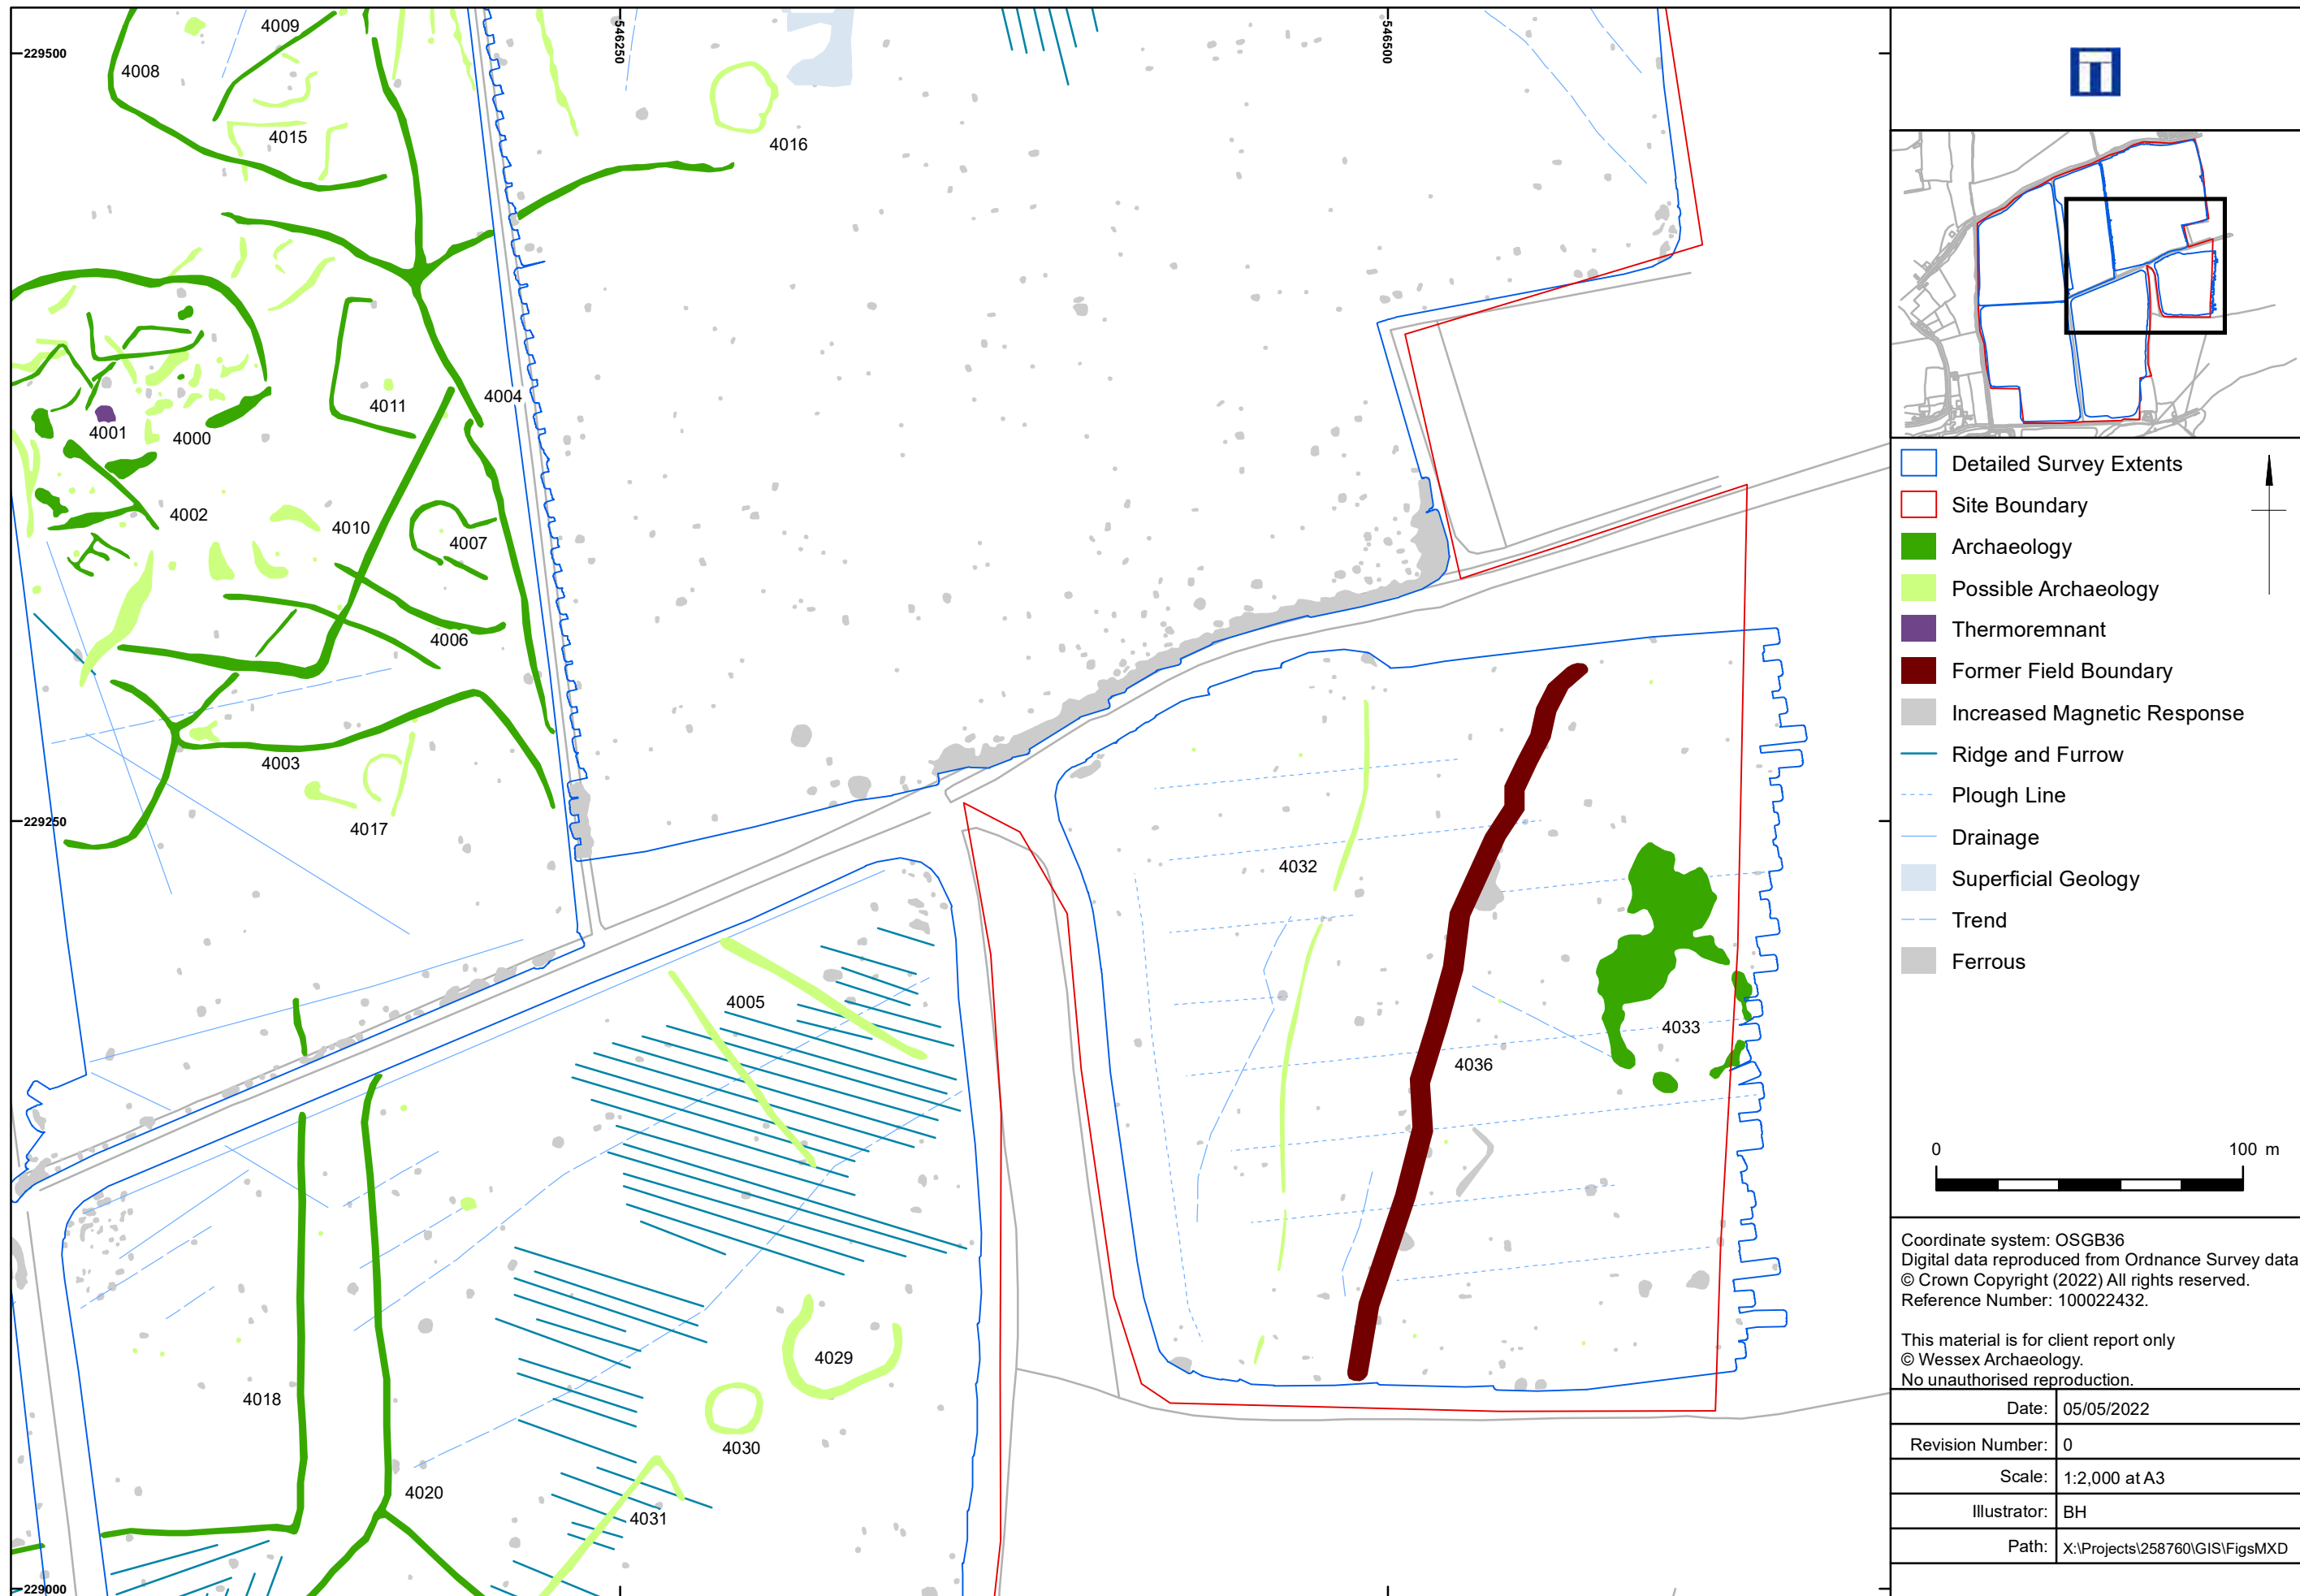 229500
229250
229000
546250
546500
4009
4008
4015
4016
4004
4011
4001
4000
4002
4010
4007
4006
4003
4017
4032
4005
4033
4036
4018
4029
4030
4020
4031
Detailed Survey Extents
Site Boundary
Archaeology
Possible Archaeology
Thermoremnant
Former Field Boundary
Increased Magnetic Response
Ridge and Furrow
Plough Line
Drainage
Superficial Geology
Trend
Ferrous
0 100 m
Coordinate system: OSGB36
Digital data reproduced from Ordnance Survey data
© Crown Copyright (2022) All rights reserved.
Reference Number: 100022432.
This material is for client report only
© Wessex Archaeology.
No unauthorised reproduction.
Date: 05/05/2022
Revision Number: 0
Scale: 1:2,000 at A3
Illustrator: BH
Path: X:\Projects\258760\GIS\FigsMXD